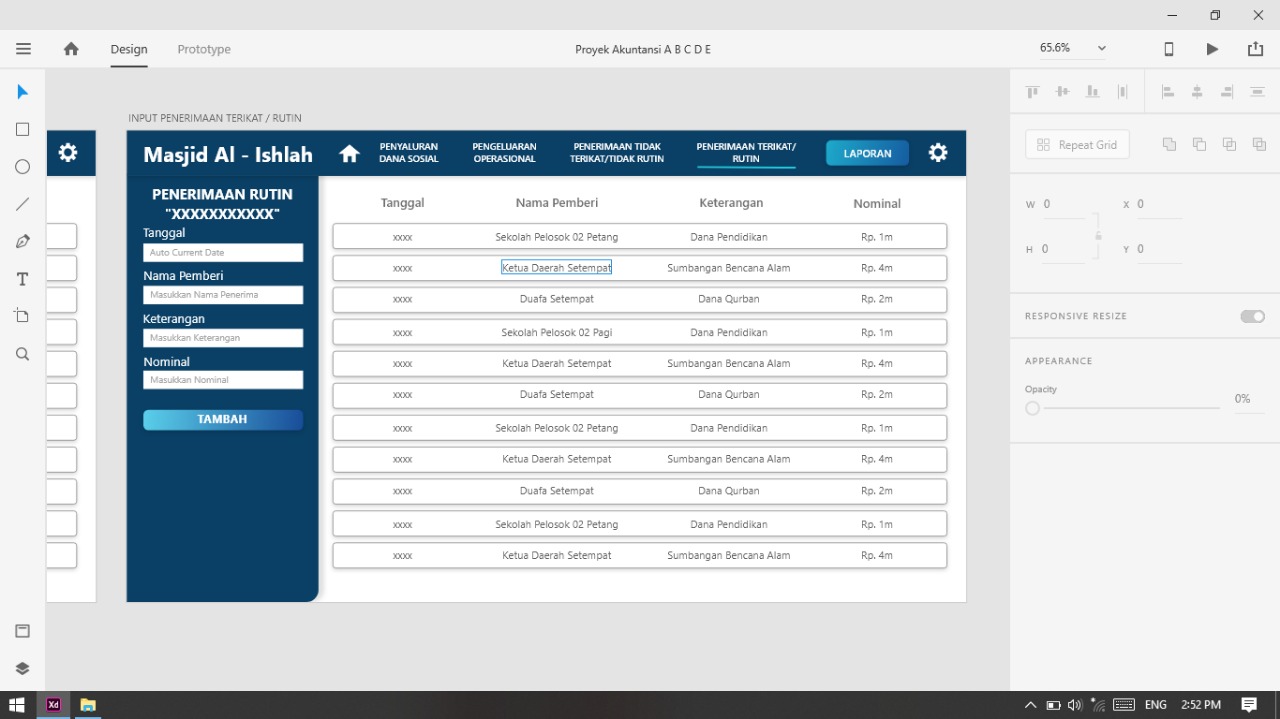 Design
Prototype
Proyek Akuntansi A B C D E
65.6%
INPUT PENERIMAAN TERIKAT / RUTIN
Masjid Al - Ishlah
PENYALURAN
DANA SOSIAL
PENGELUARAN
OPERASIONAL
PENERIMAAN TIDAK
TERIKAT/TIDAK RUTIN
PENERIMAAN TERIKAT/
RUTIN
LAPORAN
PENERIMAAN RUTIN
"XXXXXXXXXXX"
Tanggal
Auto Current Date
Nama Pemberi
Masukkan Nama Penerima
Keterangan
Masukkan Keterangan
Nominal
Masukkan Nominal
TAMBAH
Tanggal Nama Pemberi Keterangan Nominal
xxxx Sekolah Pelosok 02 Petang Dana Pendidikan Rp. 1m
xxxx Ketua Daerah Setempat Sumbangan Bencana Alam Rp. 4m
xxxx Duafa Setempat Dana Qurban Rp. 2m
xxxx Sekolah Pelosok 02 Pagi Dana Pendidikan Rp. 1m
xxxx Ketua Daerah Setempat Sumbangan Bencana Alam Rp. 4m
xxxx Duafa Setempat Dana Qurban Rp. 2m
xxxx Sekolah Pelosok 02 Petang Dana Pendidikan Rp. 1m
xxxx Ketua Daerah Setempat Sumbangan Bencana Alam Rp. 4m
xxxx Duafa Setempat Dana Qurban Rp. 2m
xxxx Sekolah Pelosok 02 Petang Dana Pendidikan Rp. 1m
xxxx Ketua Daerah Setempat Sumbangan Bencana Alam Rp. 4m
Repeat Grid
W 0 X 0
H 0 Y 0
RESPONSIVE RESIZE
APPEARANCE
Opacity
0%
Xd
ENG
2:52 PM